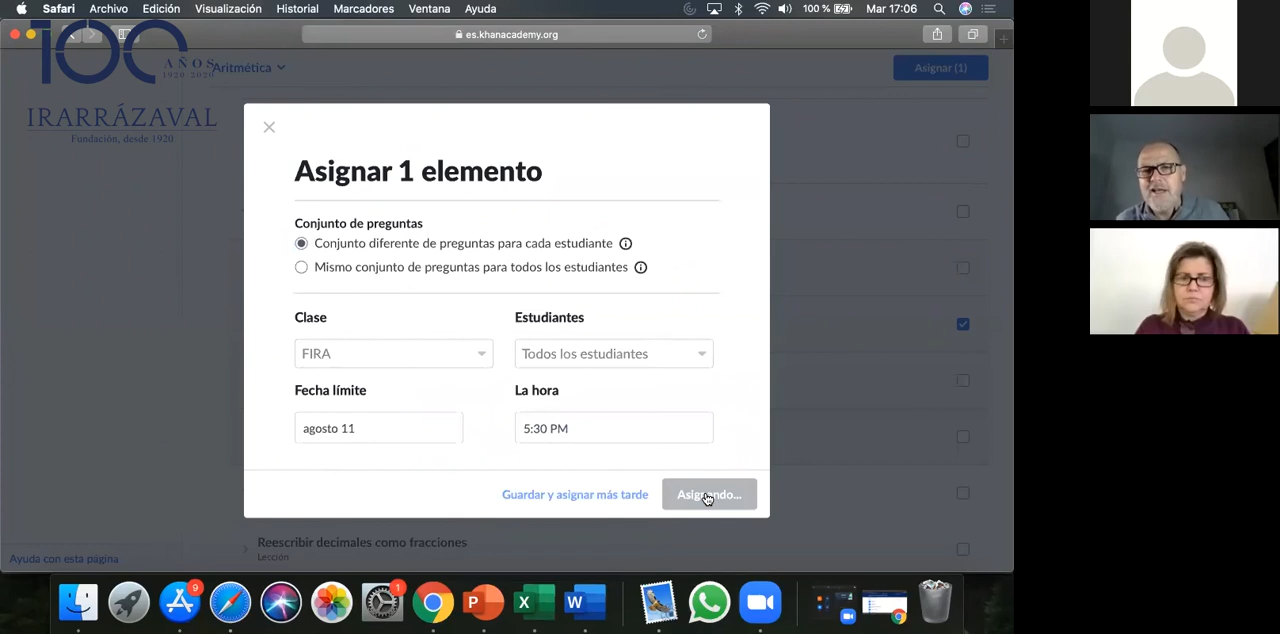 Safari Archivo Edición Visualización Historial Marcadores Ventana Ayuda 100 % Mar 17:06
es.khanacademy.org
100 AÑOS
1920-2020
IRARRÁZAVAL
Fundación, desde 1920
Aritmética
Asignar (1)
Asignar 1 elemento
Conjunto de preguntas
Conjunto diferente de preguntas para cada estudiante
Mismo conjunto de preguntas para todos los estudiantes
Clase Estudiantes
FIRA Todos los estudiantes
Fecha límite La hora
agosto 11 5:30 PM
Guardar y asignar más tarde Asignando...
Reescribir decimales como fracciones
Lección
Ayuda con esta página
9 1
P X W